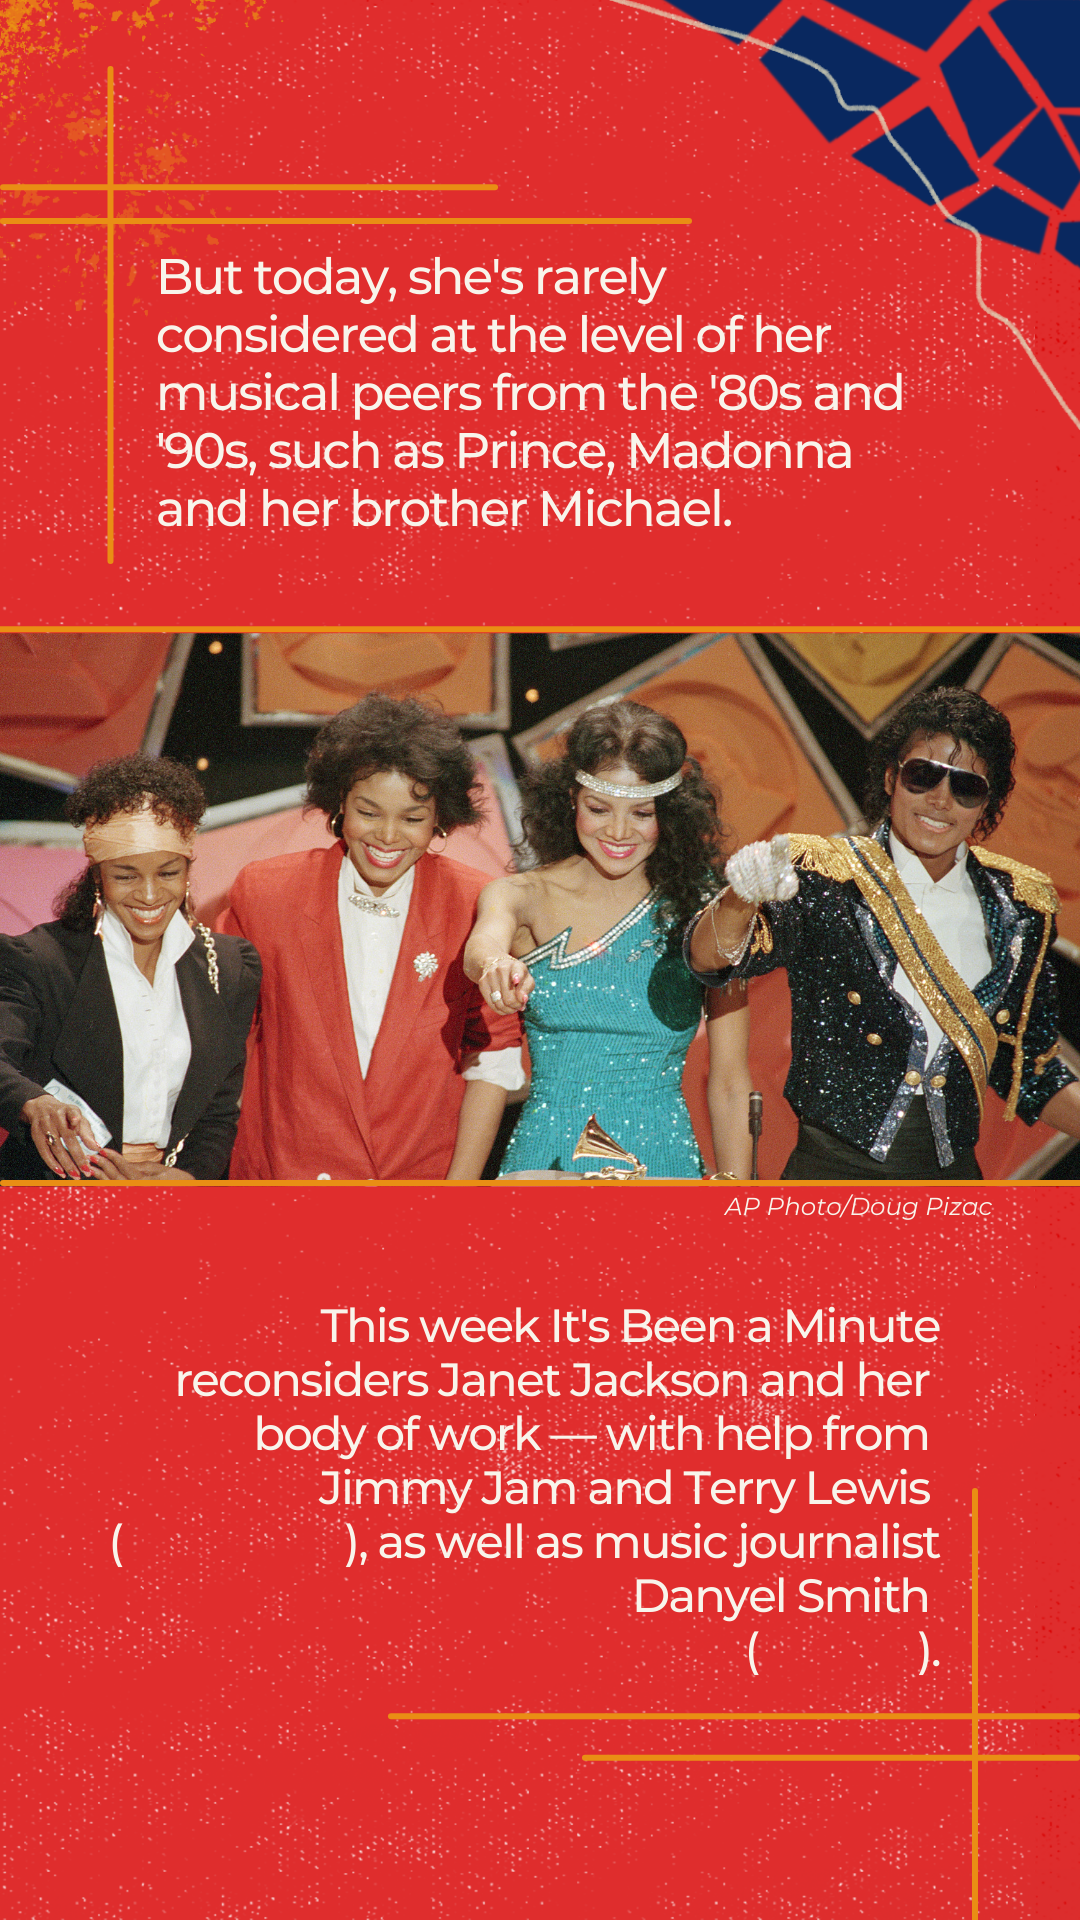 But today, she's rarely
considered at the level of her
musical peers from the '80s and
'90s, such as Prince, Madonna
and her brother Michael.
AP Photo/Doug Pizac
This week It's Been a Minute
reconsiders Janet Jackson and her
body of work — with help from
Jimmy Jam and Terry Lewis
( ), as well as music journalist
Danyel Smith
( ).